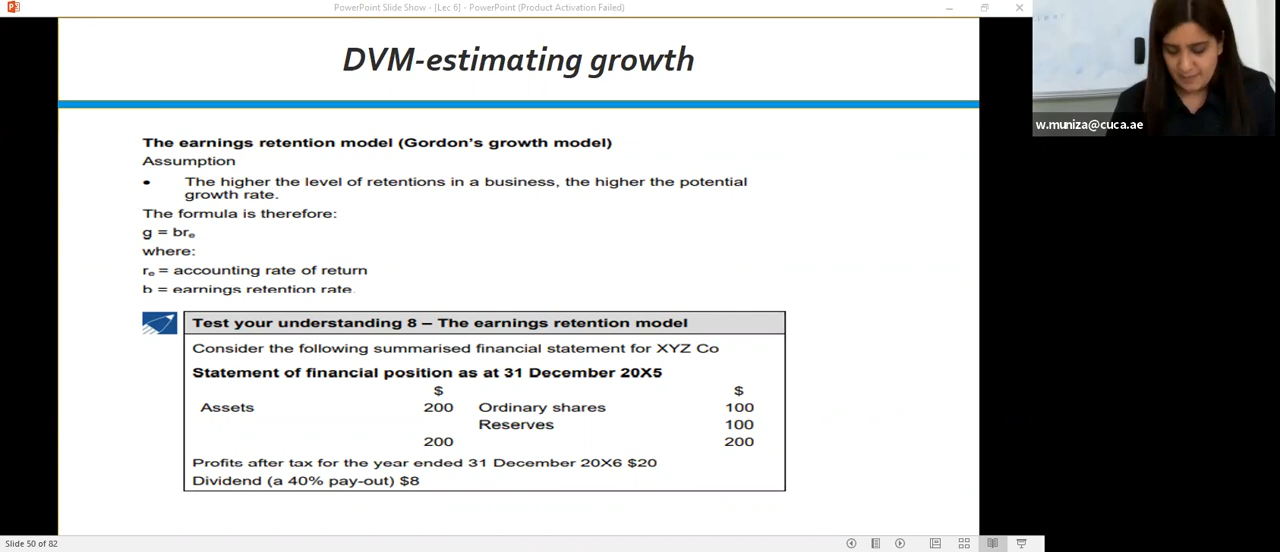 PowerPoint Slide Show - [Lec 6] - PowerPoint (Product Activation Failed)
DVM-estimating growth
w.muniza@cuca.ae
The earnings retention model (Gordon's growth model)
Assumption
• The higher the level of retentions in a business, the higher the potential
growth rate.
The formula is therefore:
g = brₑ
where:
rₑ = accounting rate of return
b = earnings retention rate.
Test your understanding 8 – The earnings retention model
Consider the following summarised financial statement for XYZ Co
Statement of financial position as at 31 December 20X5
$ $
Assets 200 Ordinary shares 100
Reserves 100
200 200
Profits after tax for the year ended 31 December 20X6 $20
Dividend (a 40% pay-out) $8
Slide 50 of 82